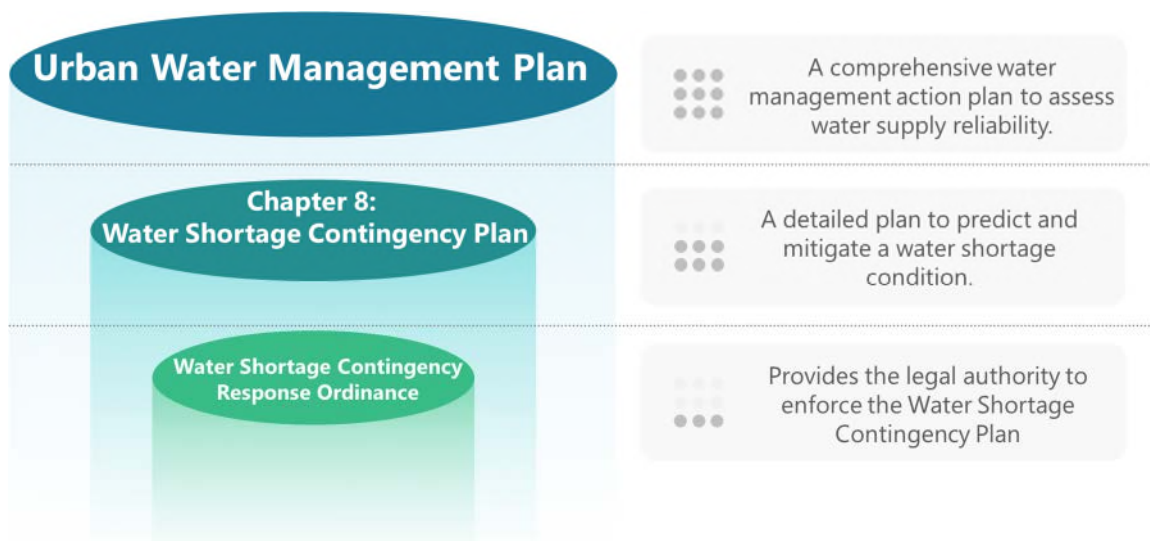 Urban Water Management Plan
A comprehensive water
management action plan to assess
water supply reliability.
Chapter 8:
Water Shortage Contingency Plan
A detailed plan to predict and
mitigate a water shortage
condition.
Water Shortage Contingency
Response Ordinance
Provides the legal authority to
enforce the Water Shortage
Contingency Plan